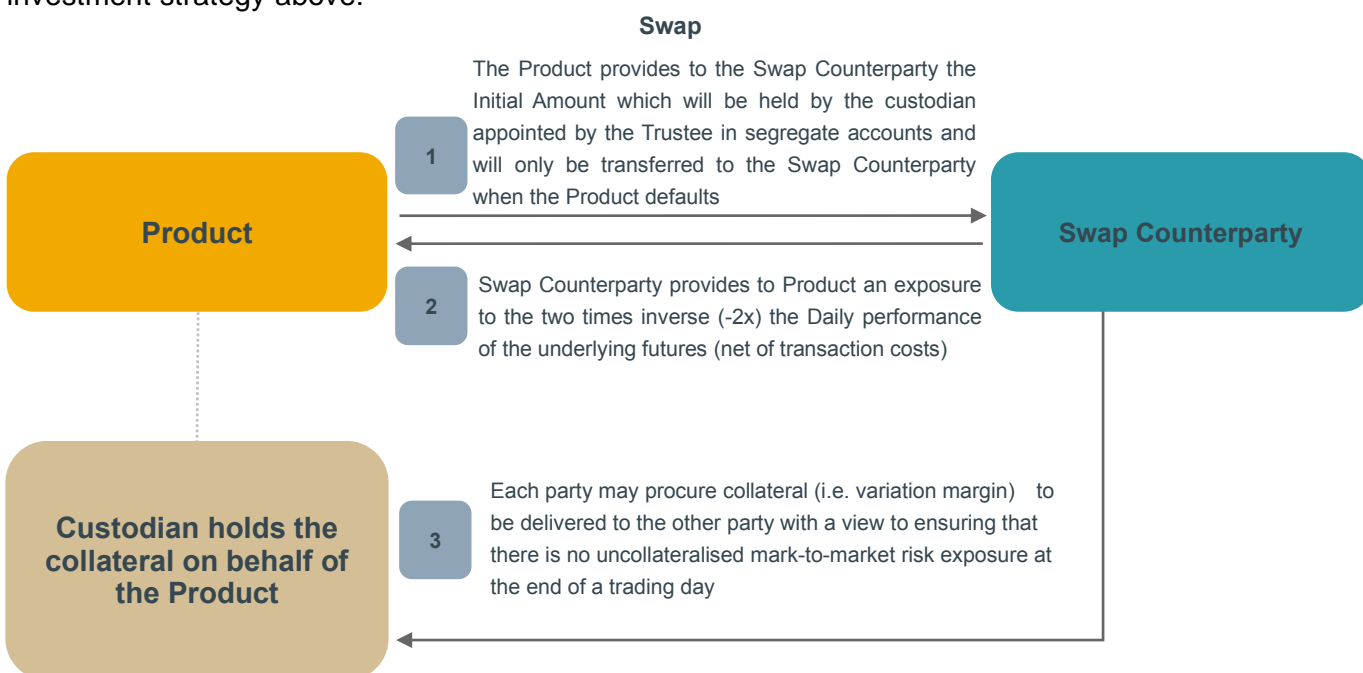 investment strategy above.
Swap
The Product provides to the Swap Counterparty the
Initial Amount which will be held by the custodian
appointed by the Trustee in segregate accounts and
will only be transferred to the Swap Counterparty
when the Product defaults
1
Product
Swap Counterparty
2
Swap Counterparty provides to Product an exposure
to the two times inverse (-2x) the Daily performance
of the underlying futures (net of transaction costs)
Custodian holds the
collateral on behalf of
the Product
3
Each party may procure collateral (i.e. variation margin) to
be delivered to the other party with a view to ensuring that
there is no uncollateralised mark-to-market risk exposure at
the end of a trading day